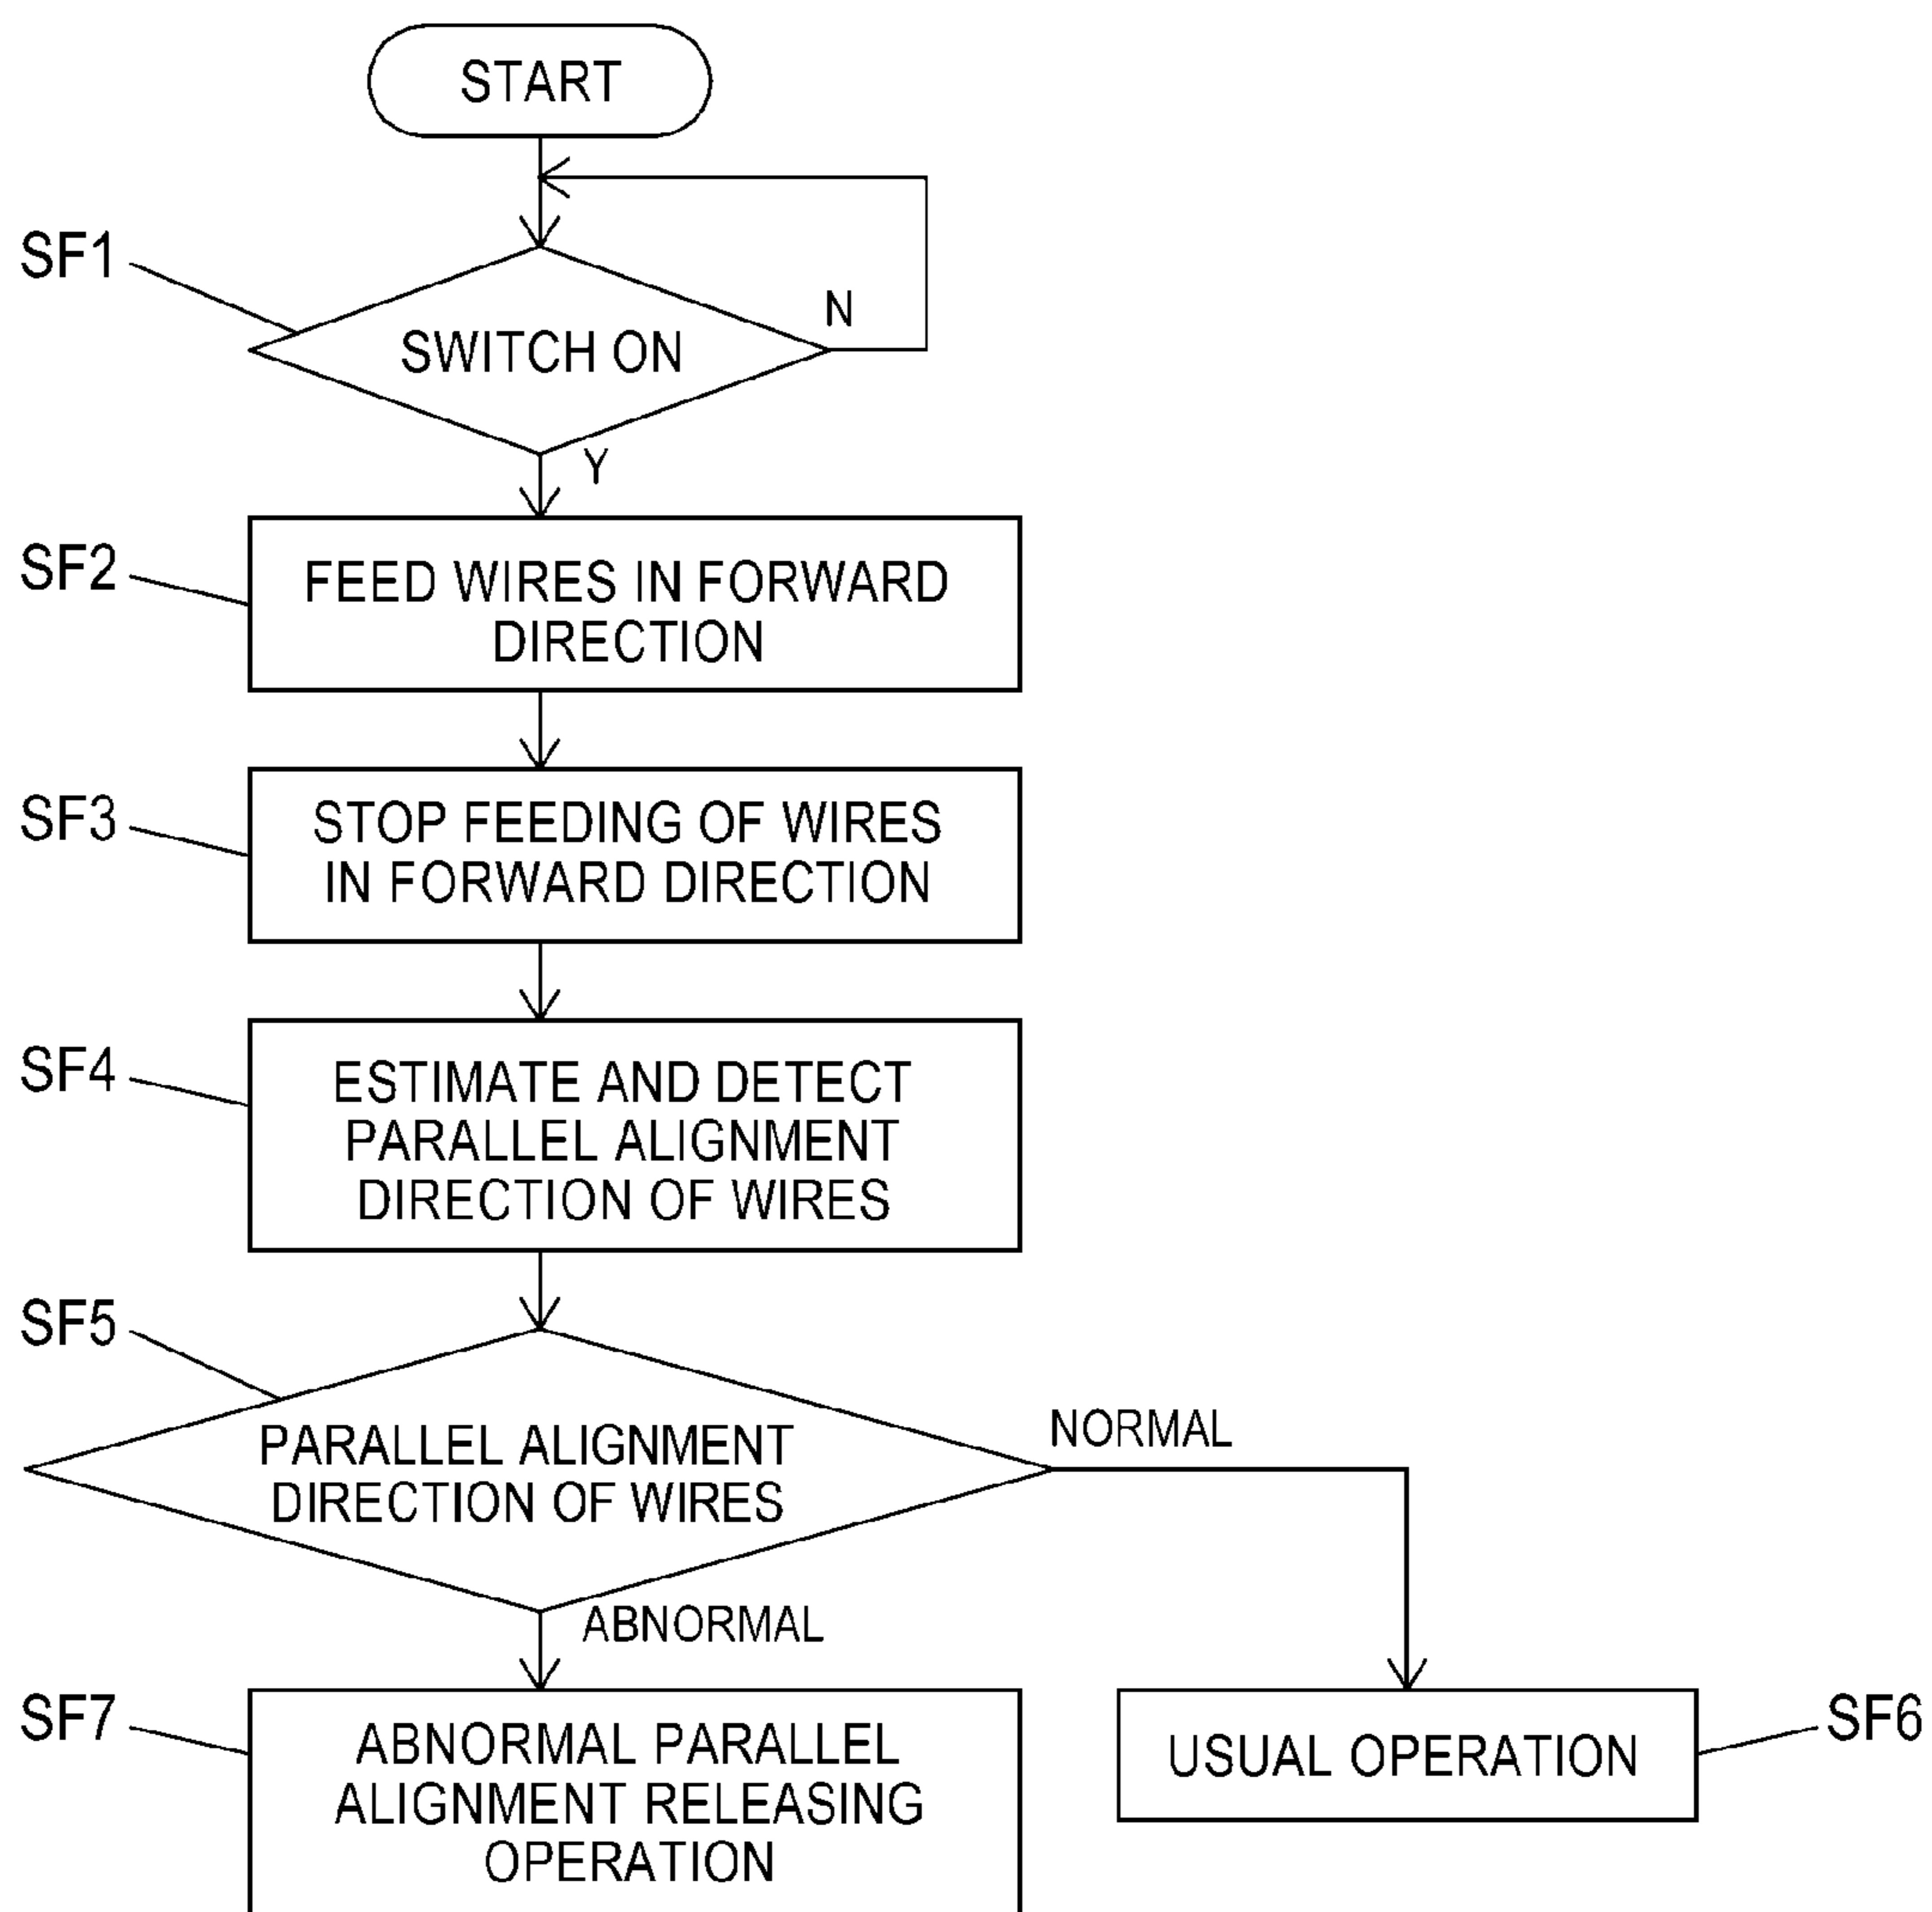 START
SF1
N
SWITCH ON
Y
SF2
FEED WIRES IN FORWARD
DIRECTION
SF3
STOP FEEDING OF WIRES
IN FORWARD DIRECTION
SF4
ESTIMATE AND DETECT
PARALLEL ALIGNMENT
DIRECTION OF WIRES
SF5
PARALLEL ALIGNMENT
DIRECTION OF WIRES
NORMAL
ABNORMAL
SF7
ABNORMAL PARALLEL
ALIGNMENT RELEASING
OPERATION
USUAL OPERATION
SF6